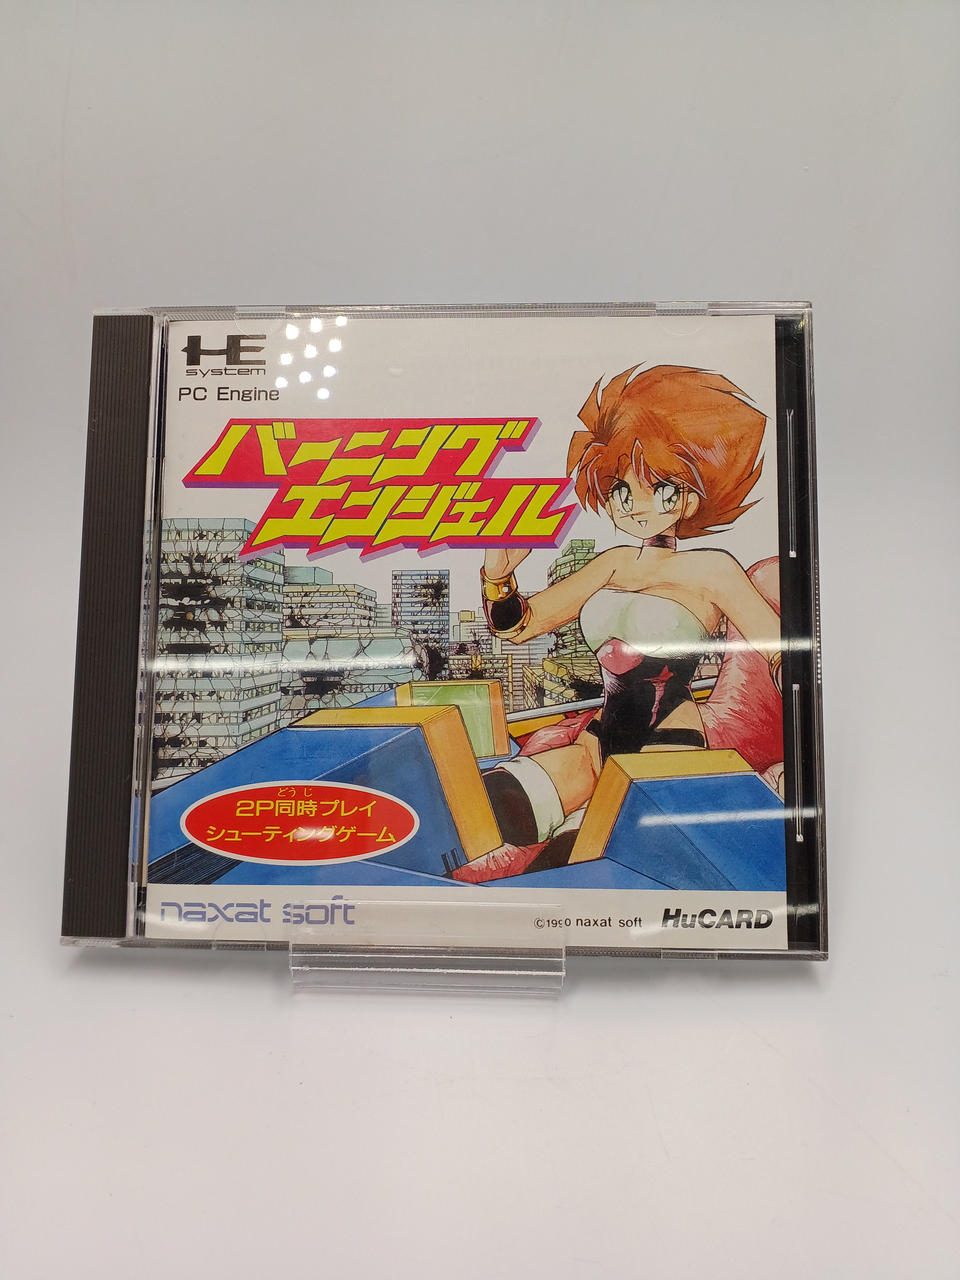 HE
system
PC Engine
バーニング
エンジェル
どうじ
2P同時プレイ
シューティングゲーム
naxat soft
©1990 naxat soft
HuCARD